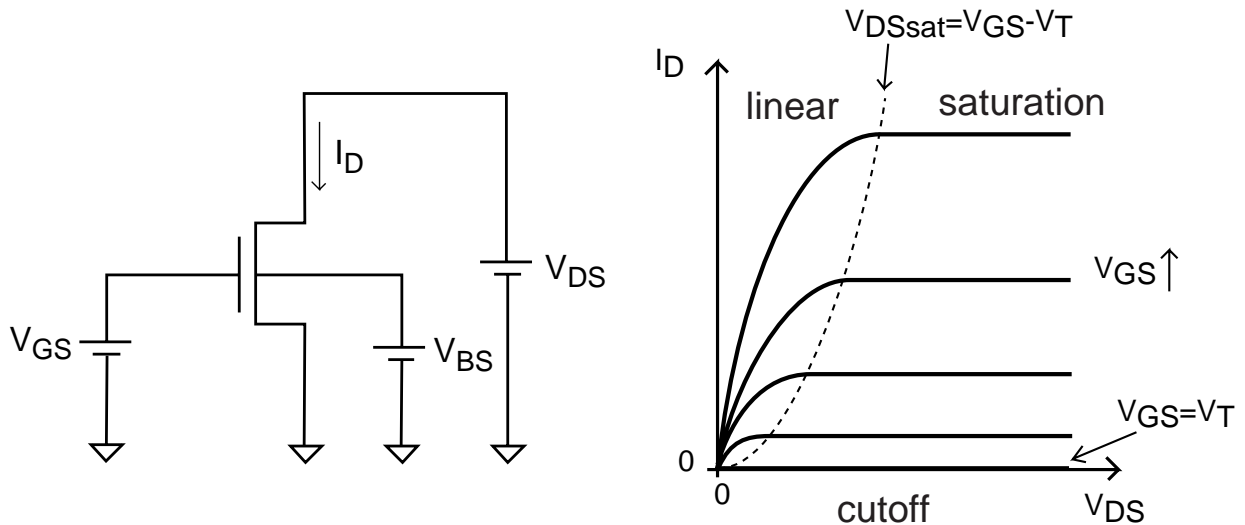 ID
VGS
VBS
VDS
VDSsat=VGS-VT
ID
linear
saturation
VGS↑
VGS=VT
0
0
cutoff
VDS